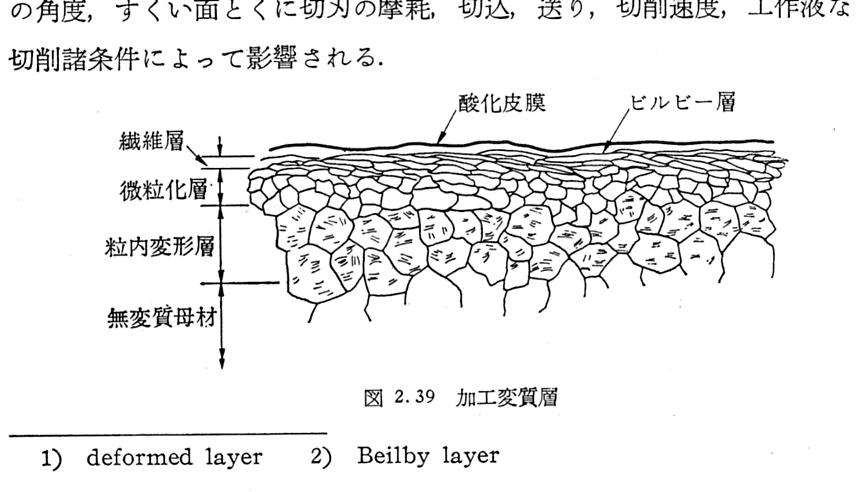 の角度，すくい面とくに切刃の摩耗，切込，送り，切削速度，工作液な
切削諸条件によって影響される.
酸化皮膜
ビルビー層
繊維層
微粒化層
粒内変形層
無変質母材
図 2.39 加工変質層
1) deformed layer 2) Beilby layer